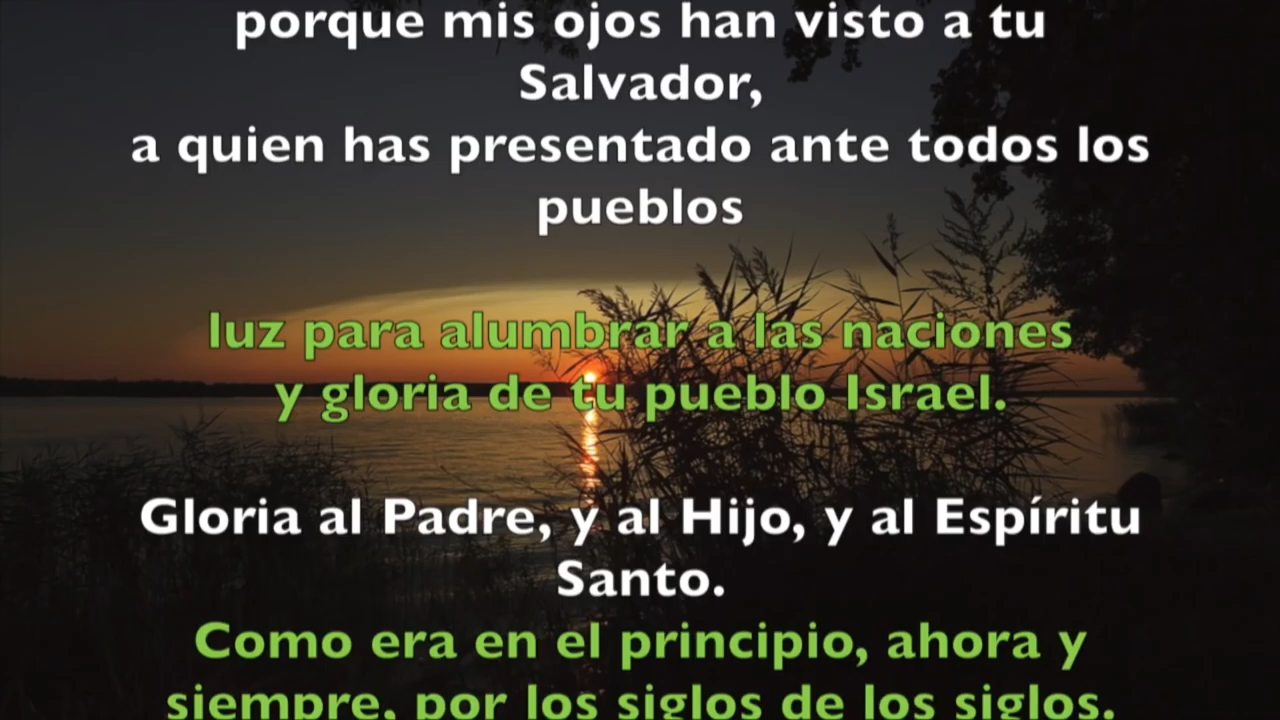 porque mis ojos han visto a tu
Salvador,
a quien has presentado ante todos los
pueblos
luz para alumbrar a las naciones
y gloria de tu pueblo Israel.
Gloria al Padre, y al Hijo, y al Espíritu
Santo.
Como era en el principio, ahora y
siempre, por los siglos de los siglos.